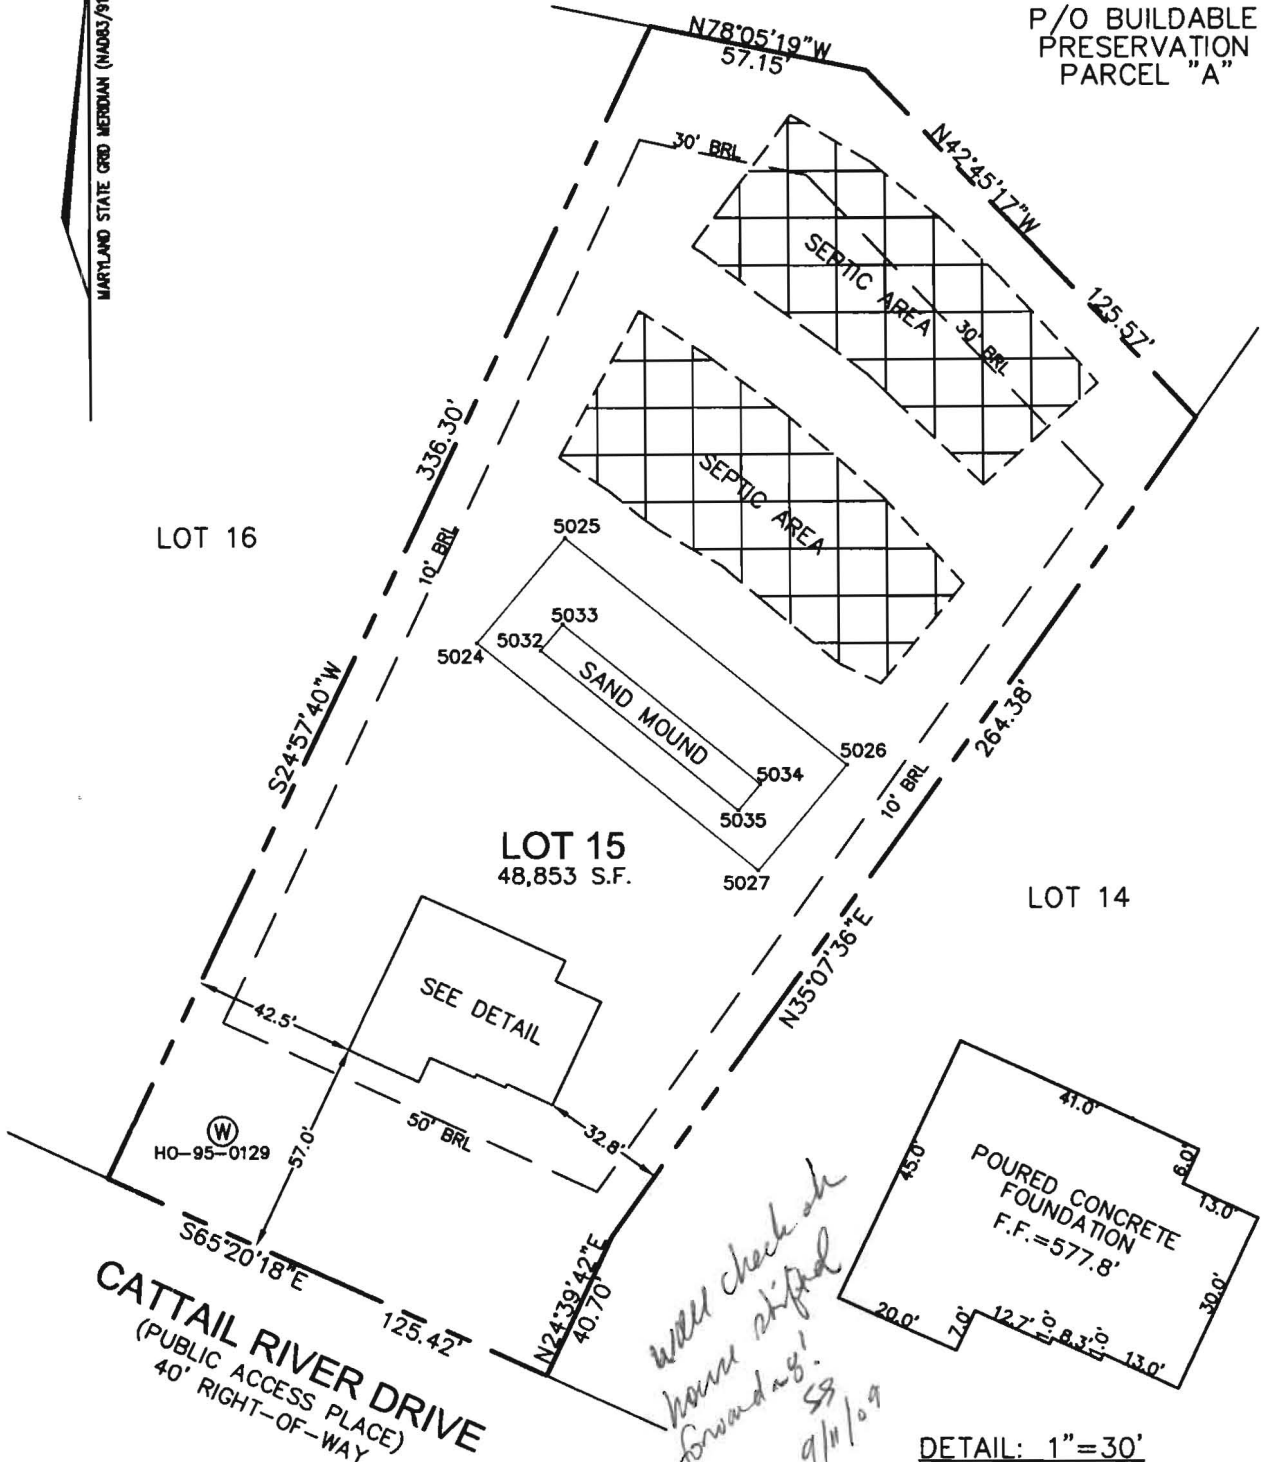 MARYLAND STATE GRID MERIDIAN (NAD83/91
P/O BUILDABLE
PRESERVATION
PARCEL "A"
N78°05'19"W
57.15'
N42°45'17"W
125.57'
30' BRL
SEPTIC AREA
30' BRL
336.30'
10' BRL
SEPTIC AREA
LOT 16
5025
5033
5032
5024
SAND MOUND
5026
5034
5035
5027
264.38'
10' BRL
S24°57'40"W
LOT 15
48,853 S.F.
LOT 14
N35°07'36"E
SEE DETAIL
42.5'
57.0'
50' BRL
32.8'
W
HO-95-0129
S65°20'18"E
125.42'
N24°39'42"E
40.70'
CATTAIL RIVER DRIVE
(PUBLIC ACCESS PLACE)
40' RIGHT-OF-WAY
well check ok
house shifted
forward ~8'.
9/11/09
41.0'
45.0'
6.0'
13.0'
POURED CONCRETE
FOUNDATION
F.F.=577.8'
30.0'
20.0'
7.0'
12.7'
1.0'
8.3'
1.0'
13.0'
DETAIL: 1"=30'